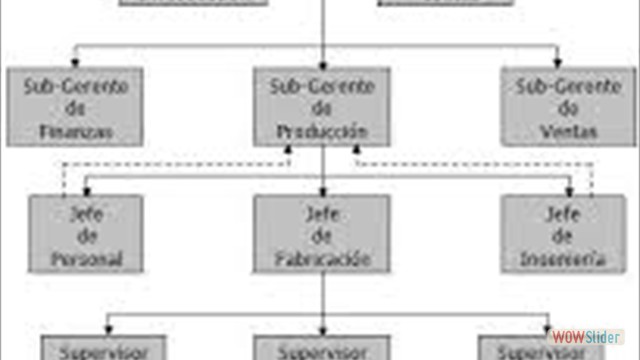 Sub-Gerente
de
Finanzas
Sub-Gerente
de
Producción
Sub-Gerente
de
Ventas
Jefe
de
Personal
Jefe
de
Fabricación
Jefe
de
Ingeniería
Supervisor
Supervisor
Supervisor
WOWSlider